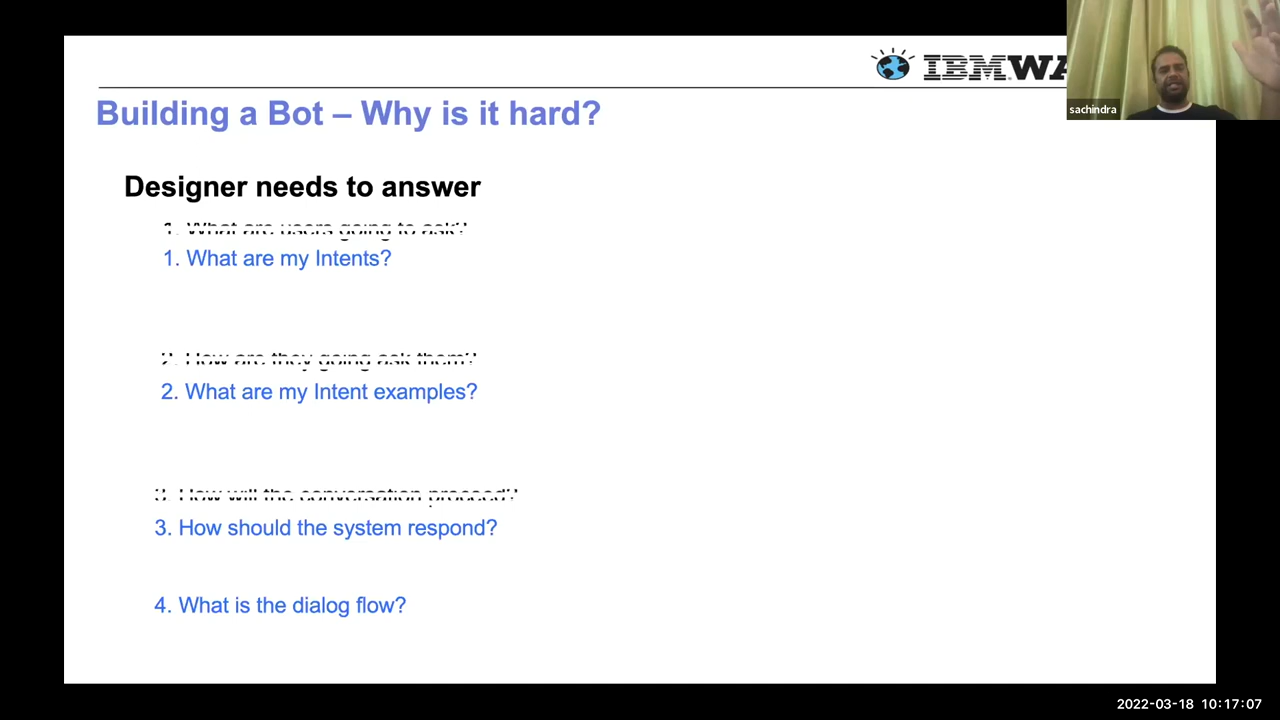 IBM WA
sachindra
Building a Bot – Why is it hard?
Designer needs to answer
1. What are users going to ask?
1. What are my Intents?
2. How are they going ask them?
2. What are my Intent examples?
3. How will the conversation proceed?
3. How should the system respond?
4. What is the dialog flow?
2022-03-18 10:17:07